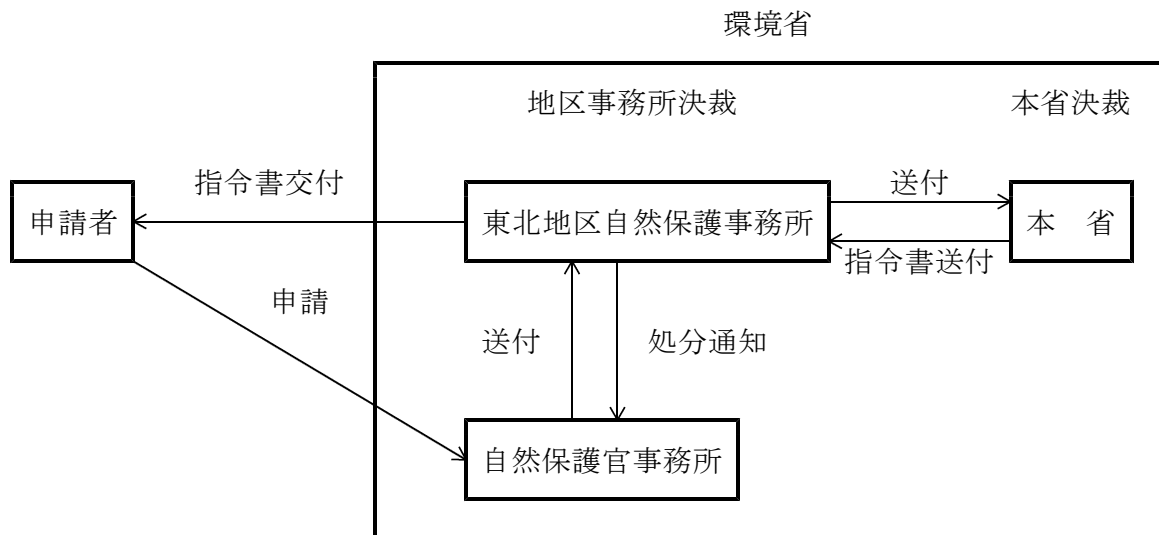 環境省
地区事務所決裁
本省決裁
指令書交付
送付
申請者
東北地区自然保護事務所
本　省
指令書送付
申請
送付
処分通知
自然保護官事務所